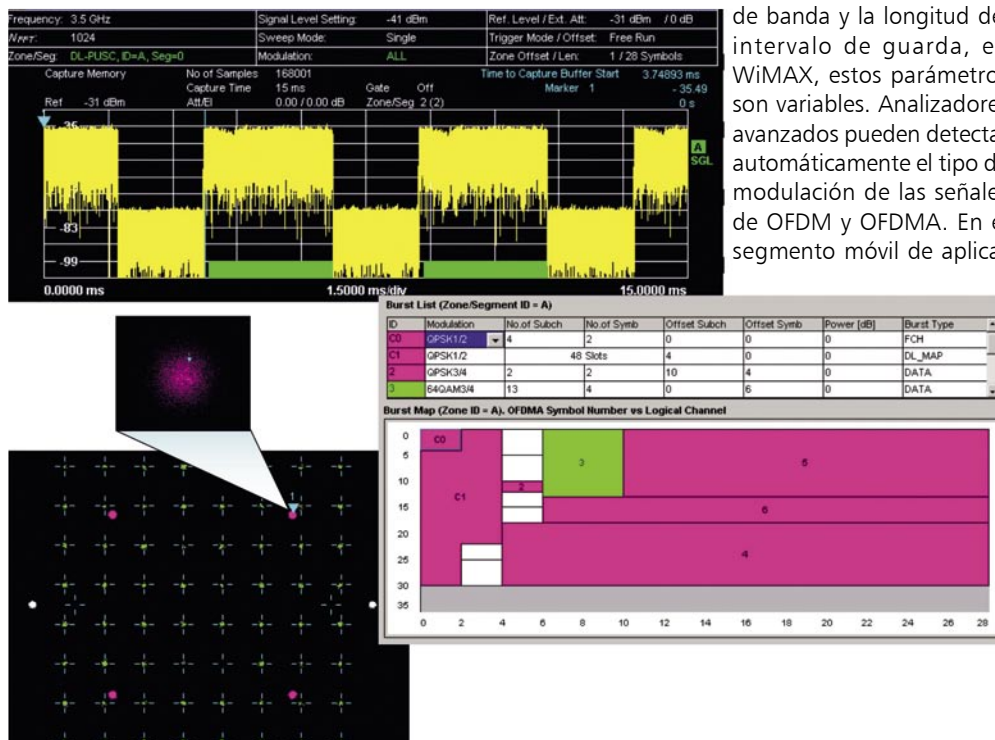 Frequency: 3.5 GHz Signal Level Setting: -41 dBm Ref. Level / Ext. Att: -31 dBm / 0 dB
NFFT: 1024 Sweep Mode: Single Trigger Mode / Offset: Free Run
Zone/Seg: DL-PUSC, ID=A, Seg=0 Modulation: ALL Zone Offset / Len: 1 / 28 Symbols
Capture Memory No of Samples 168001 Time to Capture Buffer Start 3.74893 ms
Capture Time 15 ms Gate Off Marker 1 - 35.49
Ref -31 dBm Att/El 0.00 / 0.00 dB Zone/Seg 2 (2) 0 s
-35
A
SGL
-83
-99
0.0000 ms 1.5000 ms/div 15.0000 ms
de banda y la longitud de
intervalo de guarda, e
WiMAX, estos parámetro
son variables. Analizadore
avanzados pueden detecta
automáticamente el tipo d
modulación de las señale
de OFDM y OFDMA. En e
segmento móvil de aplica
Burst List (Zone/Segment ID = A)
ID Modulation No.of Subch No.of Symb Offset Subch Offset Symb Power [dB] Burst Type
C0 QPSK1/2 4 2 0 0 0 FCH
C1 QPSK1/2 48 Slots 4 0 0 DL_MAP
2 QPSK3/4 2 2 10 4 0 DATA
3 64QAM3/4 13 4 0 6 0 DATA
Burst Map (Zone ID = A). OFDMA Symbol Number vs Logical Channel
0 C0
5 3 5
10 2
15 C1 6
20
25 4
30
35
0 2 4 6 8 10 12 14 16 18 20 22 24 26 28
1